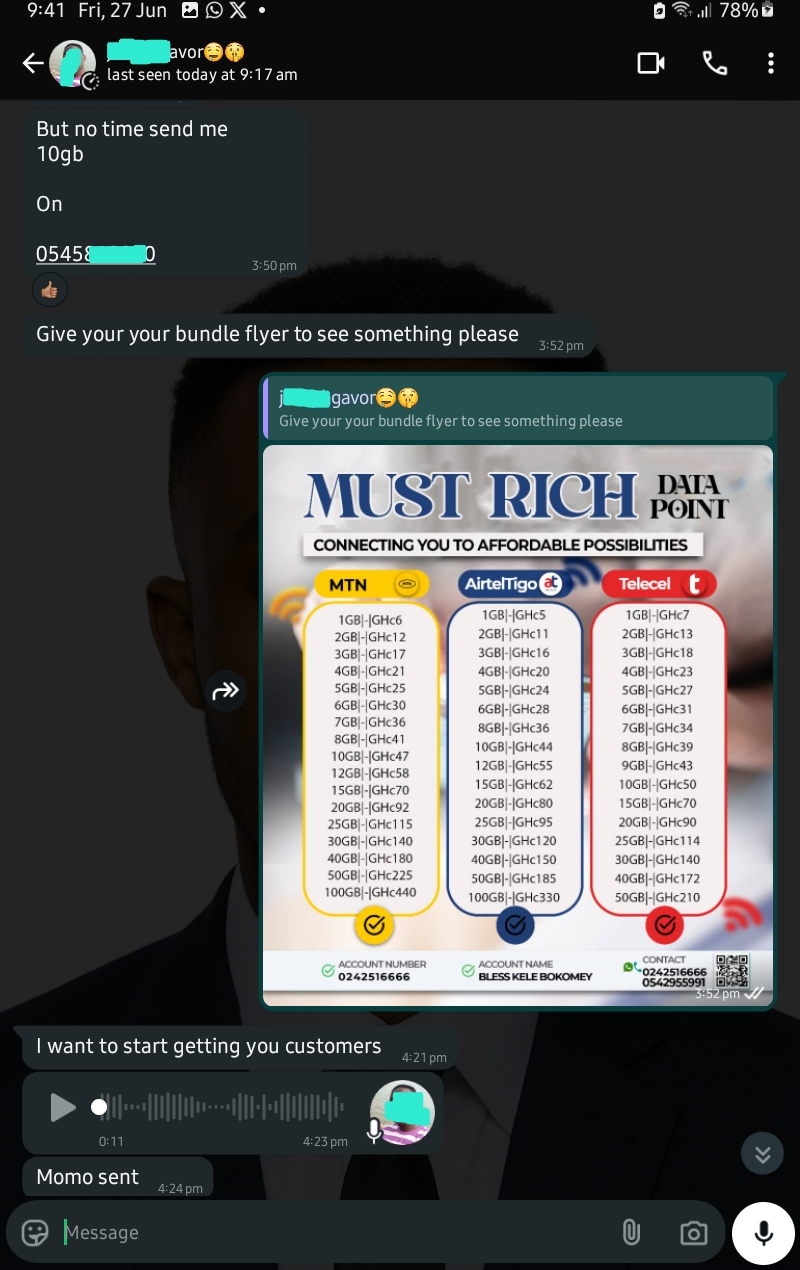 9:41 Fri, 27 Jun 78%
avor🤤🤫
last seen today at 9:17 am
But no time send me
10gb
On
0545 0
3:50 pm
👍🏽
Give your your bundle flyer to see something please
3:52 pm
j gavor🤤🤫
Give your your bundle flyer to see something please
MUST RICH DATA POINT
CONNECTING YOU TO AFFORDABLE POSSIBILITIES
MTN
1GB|-|GHc6
2GB|-|GHc12
3GB|-|GHc17
4GB|-|GHc21
5GB|-|GHc25
6GB|-|GHc30
7GB|-|GHc36
8GB|-|GHc41
10GB|-|GHc47
12GB|-|GHc58
15GB|-|GHc70
20GB|-|GHc92
25GB|-|GHc115
30GB|-|GHc140
40GB|-|GHc180
50GB|-|GHc225
100GB|-|GHc440
AirtelTigo at
1GB|-|GHc5
2GB|-|GHc11
3GB|-|GHc16
4GB|-|GHc20
5GB|-|GHc24
6GB|-|GHc28
8GB|-|GHc36
10GB|-|GHc44
12GB|-|GHc55
15GB|-|GHc62
20GB|-|GHc80
25GB|-|GHc95
30GB|-|GHc120
40GB|-|GHc150
50GB|-|GHc185
100GB|-|GHc330
Telecel t
1GB|-|GHc7
2GB|-|GHc13
3GB|-|GHc18
4GB|-|GHc23
5GB|-|GHc27
6GB|-|GHc31
7GB|-|GHc34
8GB|-|GHc39
9GB|-|GHc43
10GB|-|GHc50
15GB|-|GHc70
20GB|-|GHc90
25GB|-|GHc114
30GB|-|GHc140
40GB|-|GHc172
50GB|-|GHc210
ACCOUNT NUMBER
0242516666
ACCOUNT NAME
BLESS KELE BOKOMEY
CONTACT
0242516666
0542955991
3:52 pm
I want to start getting you customers
4:21 pm
0:11 4:23 pm
Momo sent
4:24 pm
Message